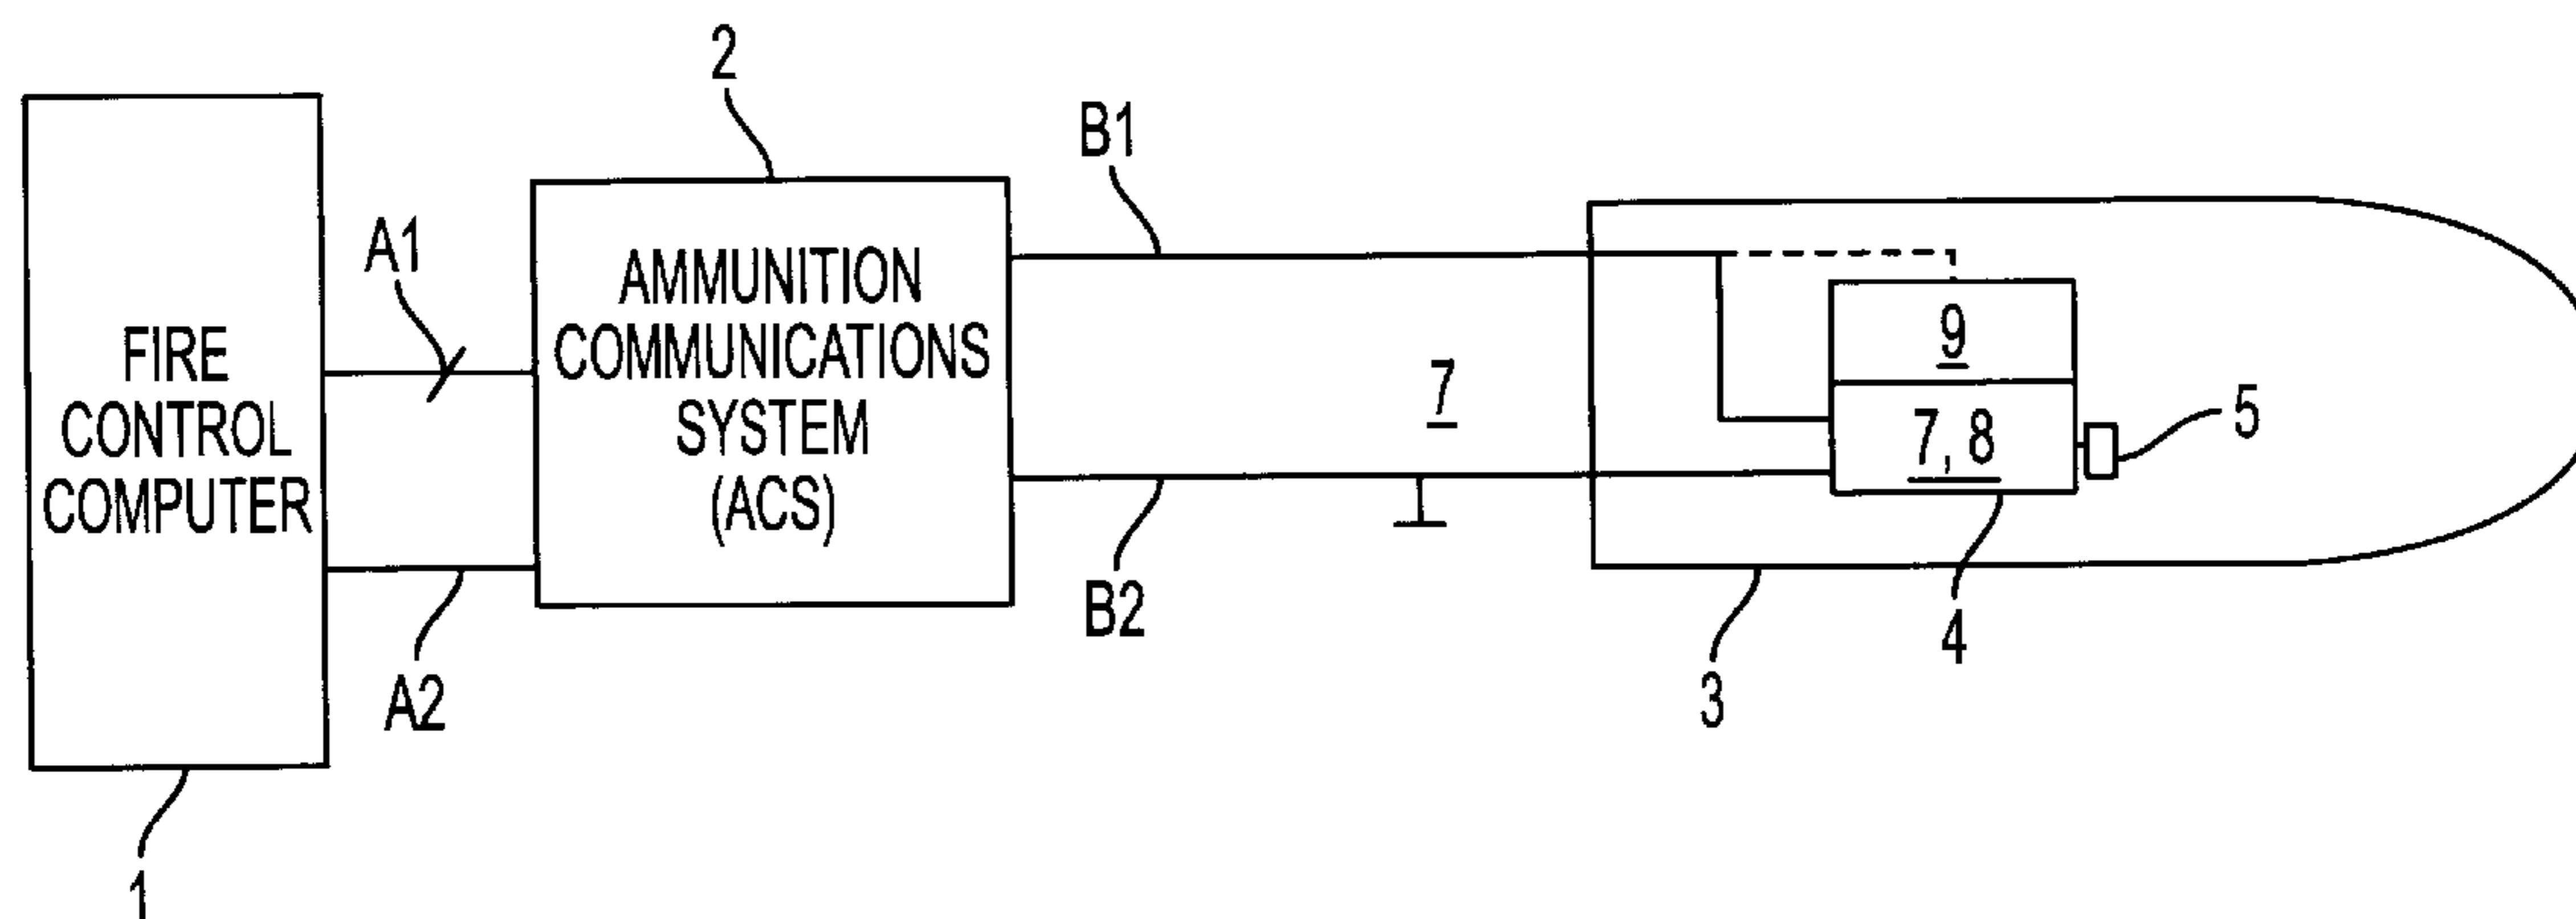 2
B1
A1
AMMUNITION
COMMUNICATIONS
SYSTEM
(ACS)
FIRE
CONTROL
COMPUTER
7
9
7, 8
5
A2
B2
4
3
1